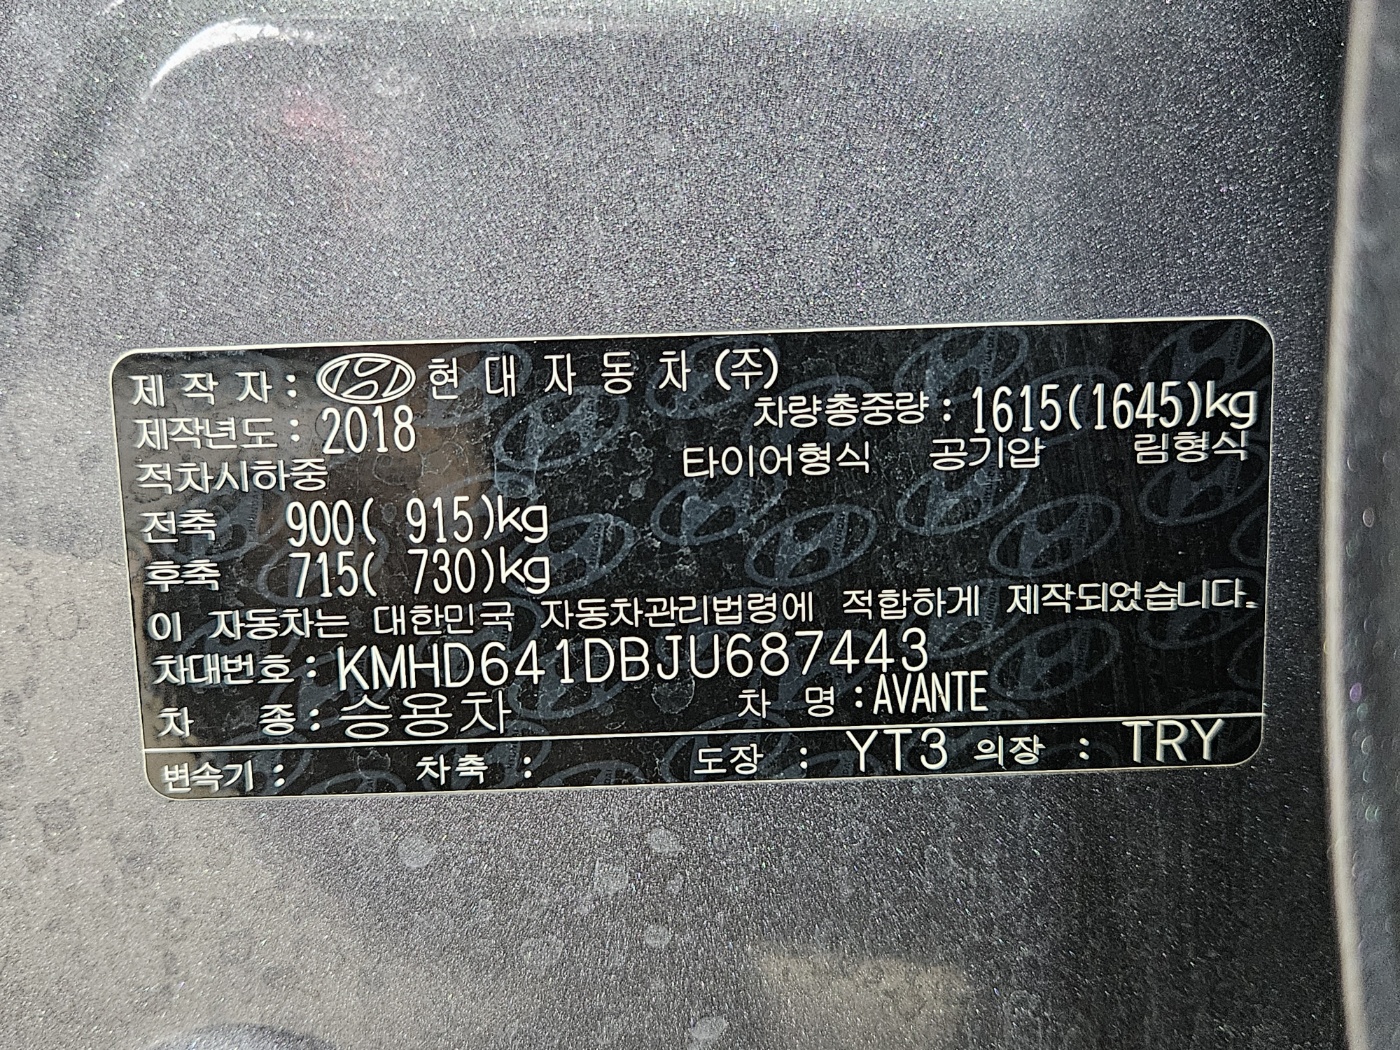 제 작 자 : 현 대 자 동 차 (주)
제작년도 : 2018 차량총중량 : 1615(1645)kg
적차시하중 타이어형식 공기압 림형식
전축 900( 915)kg
후축 715( 730)kg
이 자동차는 대한민국 자동차관리법령에 적합하게 제작되었습니다.
차대번호 : KMHD641DBJU687443
차 종 : 승용차 차 명 : AVANTE
변속기 : 차축 : 도장 : YT3 의장 : TRY